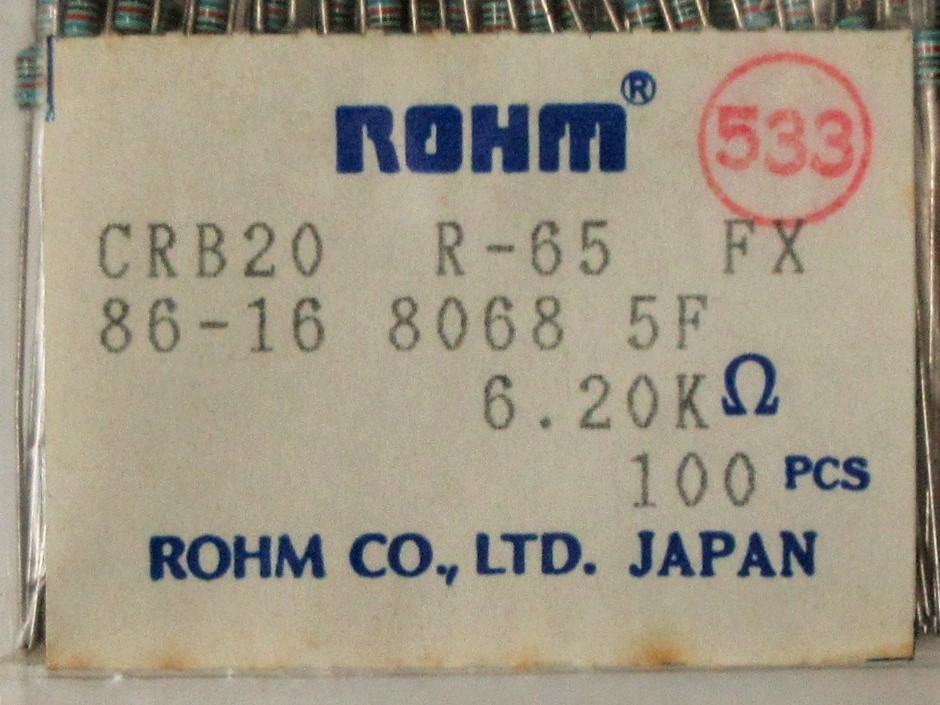 ROHM®
533
CRB20 R-65 FX
86-16 8068 5F
6.20KΩ
100 PCS
ROHM CO., LTD. JAPAN